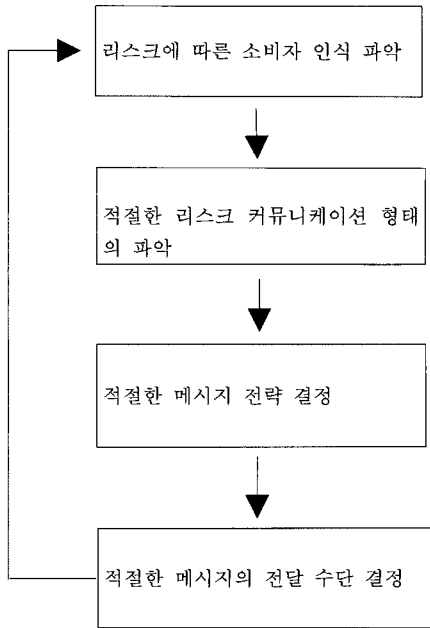 리스크에 따른 소비자 인식 파악
적절한 리스크 커뮤니케이션 형태
의 파악
적절한 메시지 전략 결정
적절한 메시지의 전달 수단 결정